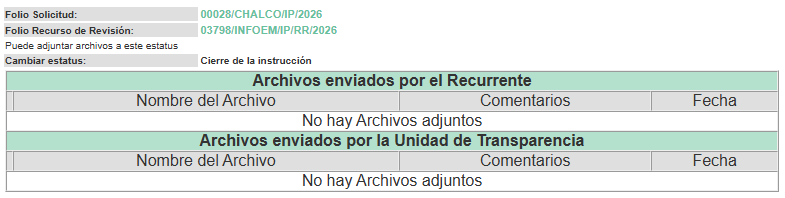 Folio Solicitud: 00028/CHALCO/IP/2026
Folio Recurso de Revisión: 03798/INFOEM/IP/RR/2026
Puede adjuntar archivos a este estatus
Cambiar estatus: Cierre de la instrucción
Archivos enviados por el Recurrente
Nombre del Archivo Comentarios Fecha
No hay Archivos adjuntos
Archivos enviados por la Unidad de Transparencia
Nombre del Archivo Comentarios Fecha
No hay Archivos adjuntos